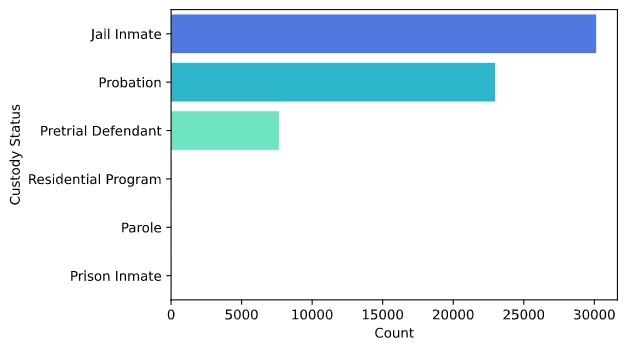 Jail Inmate
Probation
Pretrial Defendant
Residential Program
Parole
Prison Inmate
Custody Status
0 5000 10000 15000 20000 25000 30000
Count